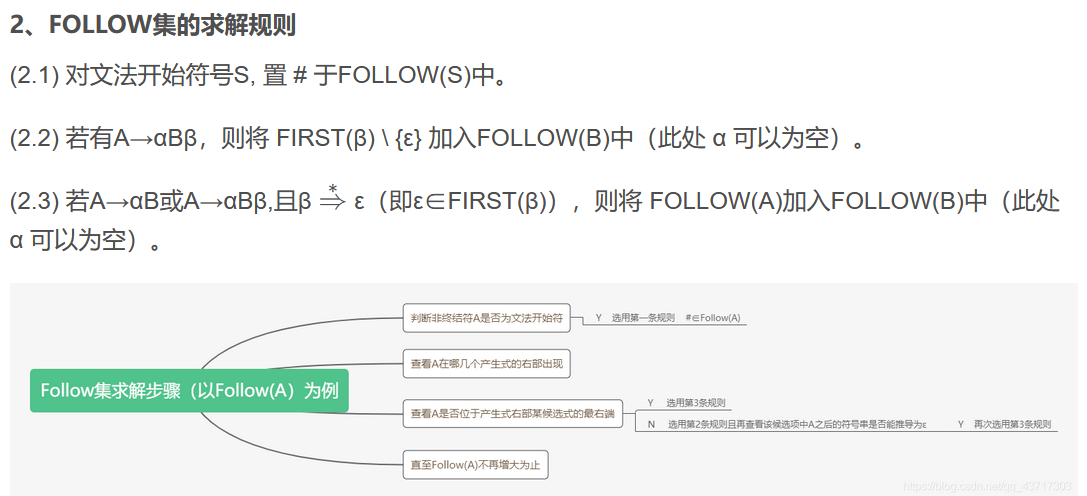 2、FOLLOW集的求解规则
(2.1) 对文法开始符号S, 置 # 于FOLLOW(S)中。
(2.2) 若有A→αBβ，则将 FIRST(β) \ {ε} 加入FOLLOW(B)中（此处 α 可以为空）。
(2.3) 若A→αB或A→αBβ,且β ⇒* ε（即ε∈FIRST(β)），则将 FOLLOW(A)加入FOLLOW(B)中（此处
α 可以为空）。
Follow集求解步骤（以Follow(A）为例
判断非终结符A是否为文法开始符
Y 选用第一条规则 #∈Follow(A)
查看A在哪几个产生式的右部出现
查看A是否位于产生式右部某候选式的最右端
Y 选用第3条规则
N 选用第2条规则且再查看该候选项中A之后的符号串是否能推导为ε Y 再次选用第3条规则
直至Follow(A)不再增大为止
https://blog.csdn.net/qq_43717303